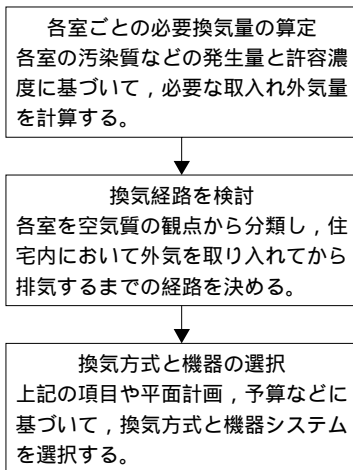 各室ごとの必要換気量の算定
各室の汚染質などの発生量と許容濃
度に基づいて，必要な取入れ外気量
を計算する。
換気経路を検討
各室を空気質の観点から分類し，住
宅内において外気を取り入れてから
排気するまでの経路を決める。
換気方式と機器の選択
上記の項目や平面計画，予算などに
基づいて，換気方式と機器システム
を選択する。